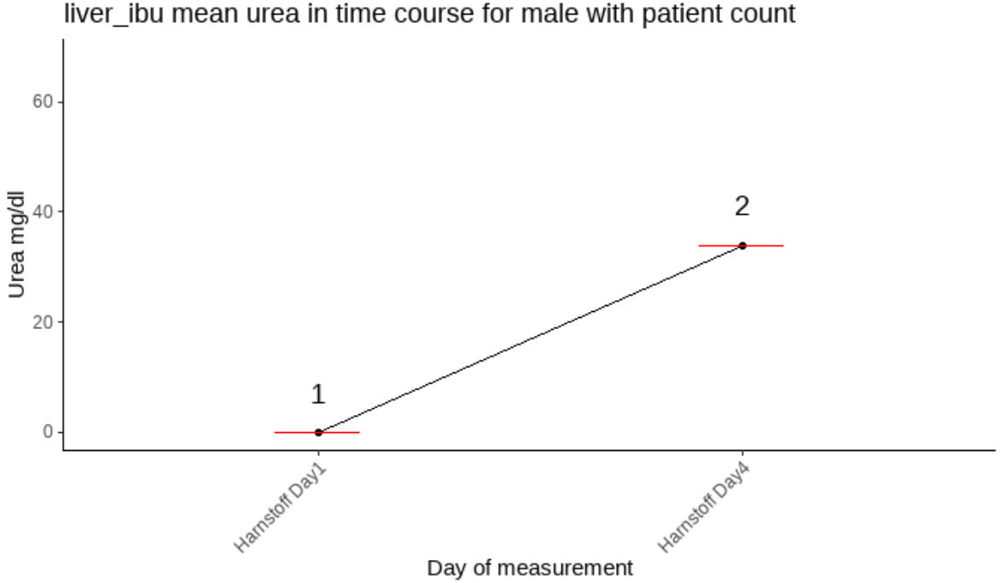 liver_ibu mean urea in time course for male with patient count
60
40
20
0
Urea mg/dl
2
1
Harnstoff Day1
Harnstoff Day4
Day of measurement